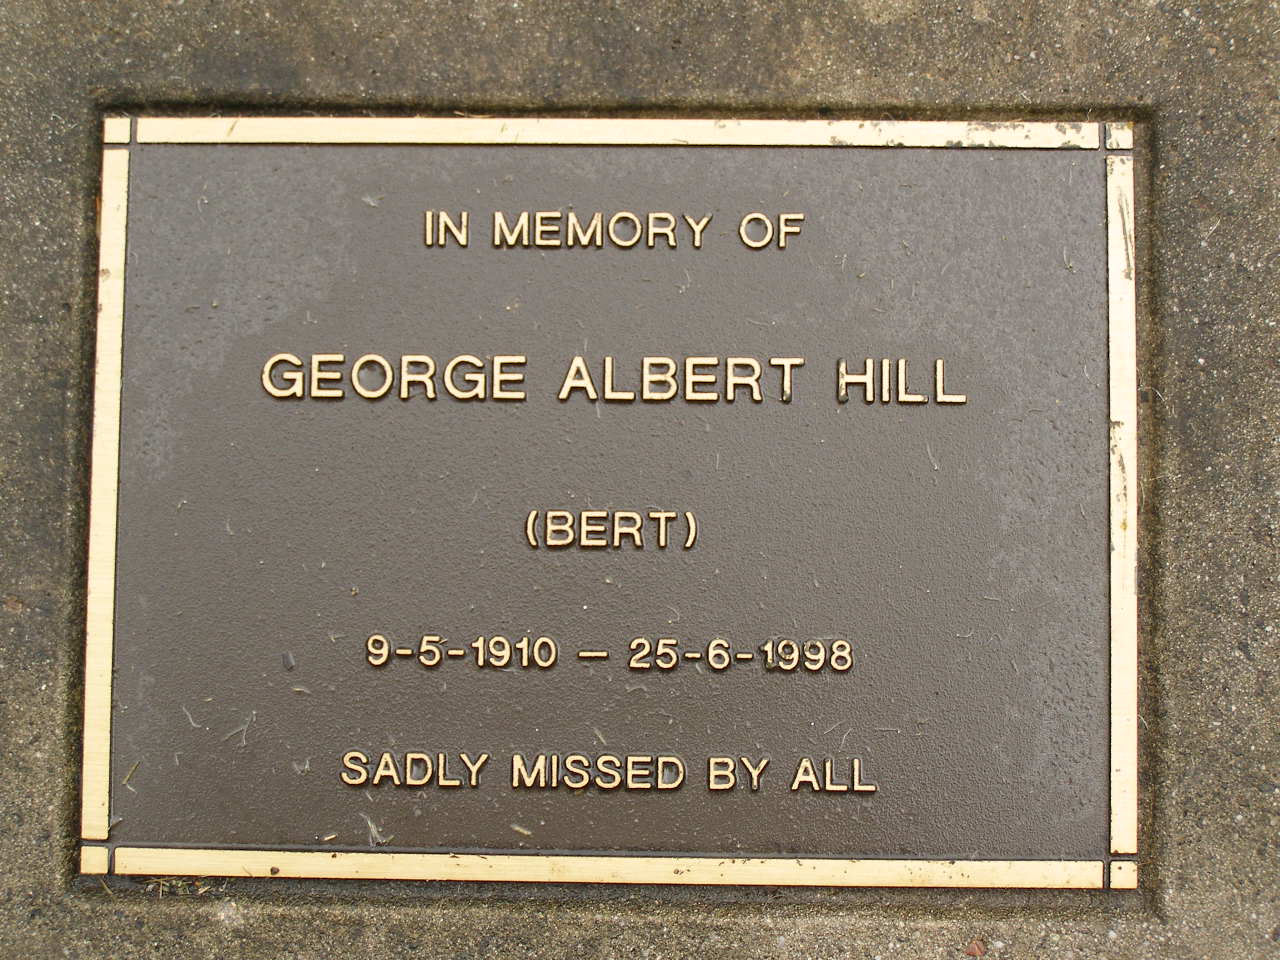 IN MEMORY OF
GEORGE ALBERT HILL
(BERT)
9-5-1910 — 25-6-1998
SADLY MISSED BY ALL